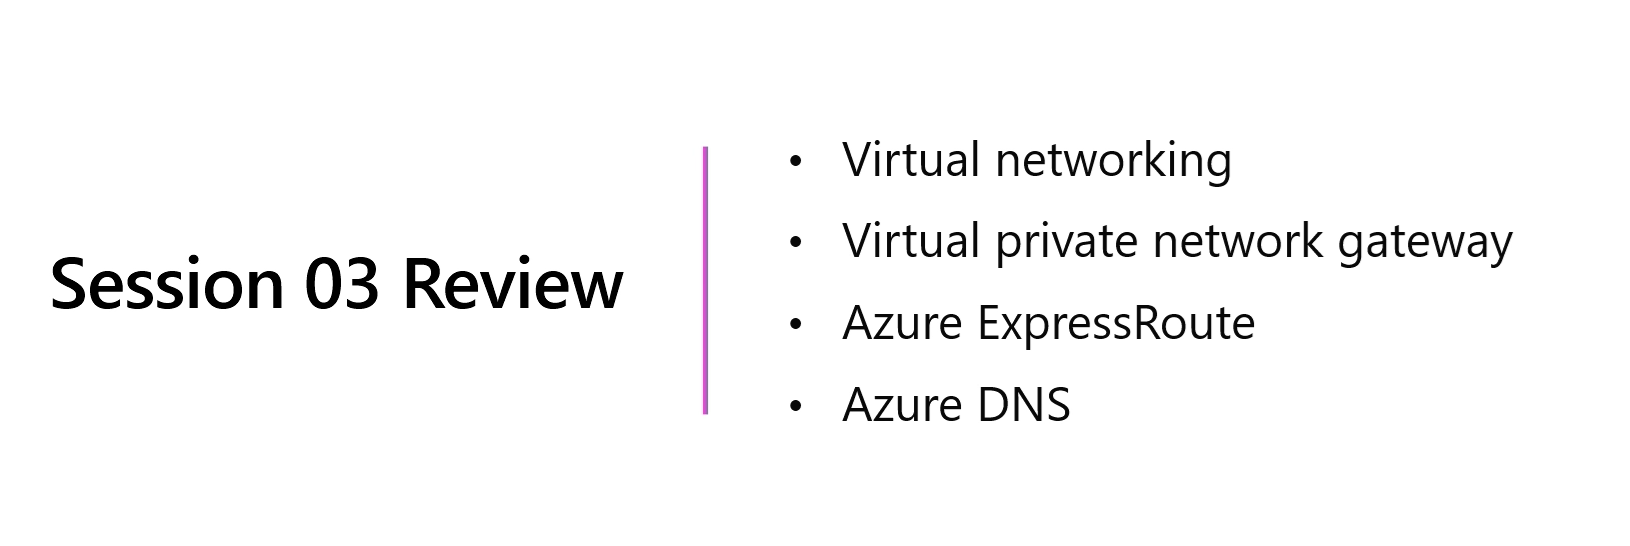 Session 03 Review
• Virtual networking
• Virtual private network gateway
• Azure ExpressRoute
• Azure DNS